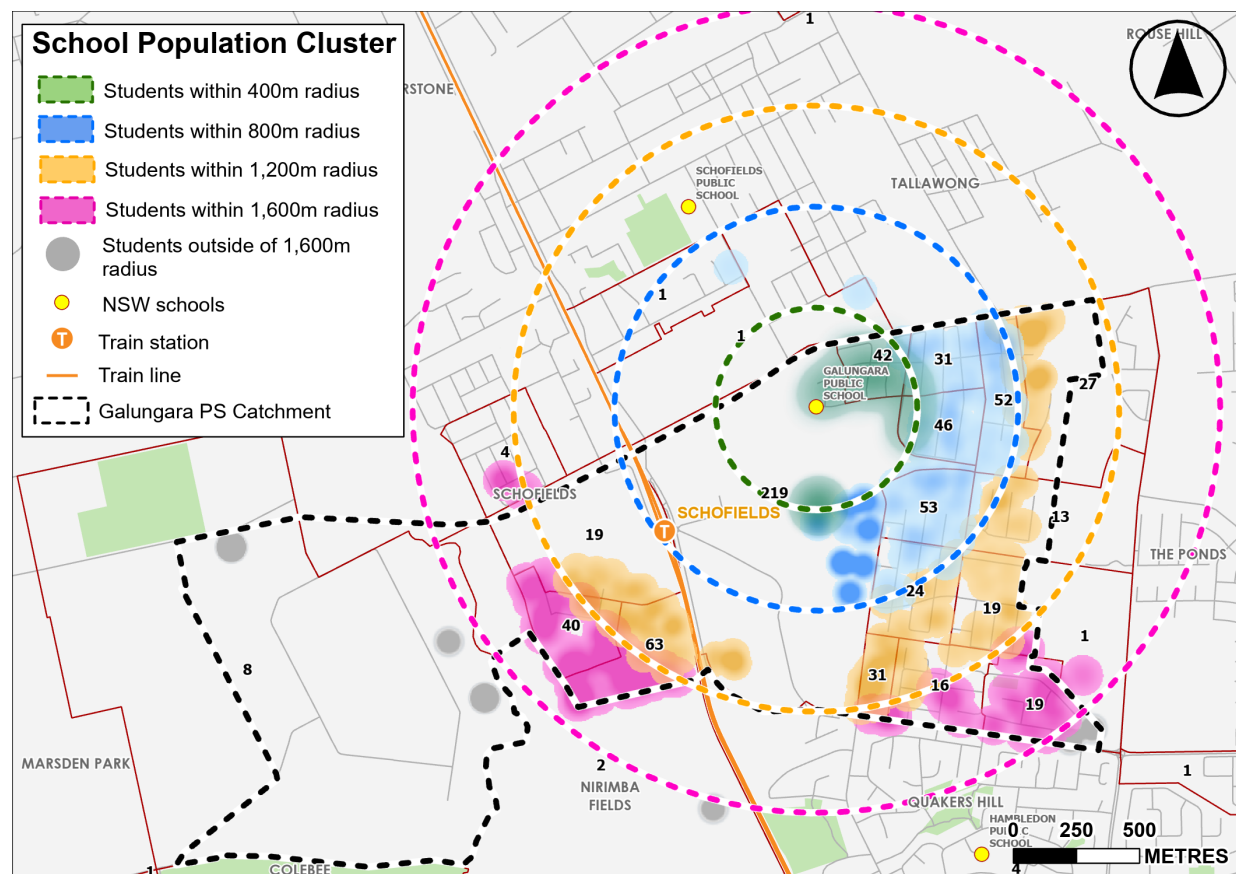 School Population Cluster
Students within 400m radius
Students within 800m radius
Students within 1,200m radius
Students within 1,600m radius
Students outside of 1,600m
radius
NSW schools
T
Train station
Train line
Galungara PS Catchment
1
ROUSE HILL
RSTONE
SCHOFIELDS
PUBLIC
SCHOOL
TALLAWONG
1
1
42
31
GALUNGARA
PUBLIC
SCHOOL
27
52
46
4
SCHOFIELDS
219
SCHOFIELDS
53
13
19
T
THE PONDS
24
19
40
63
1
8
31
16
19
MARSDEN PARK
2
NIRIMBA
FIELDS
1
QUAKERS HILL
HAMBLEDON
SCHOOL
0 250 500
METRES
1
COLEBEE
4